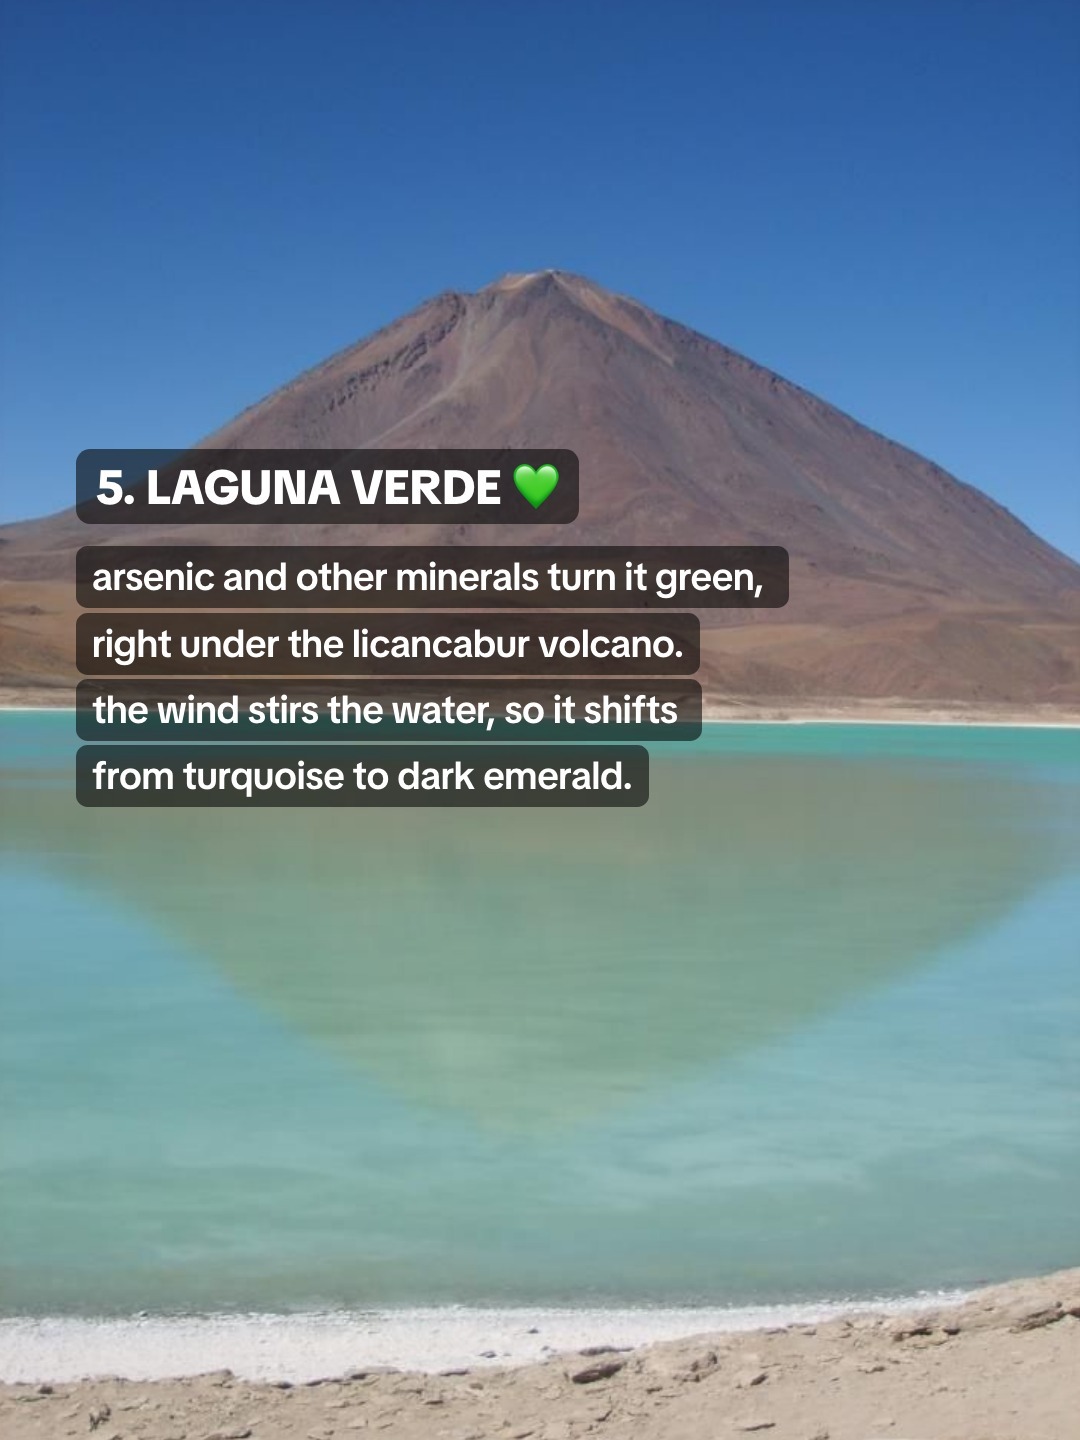 5. LAGUNA VERDE 💚
arsenic and other minerals turn it green,
right under the licancabur volcano.
the wind stirs the water, so it shifts
from turquoise to dark emerald.